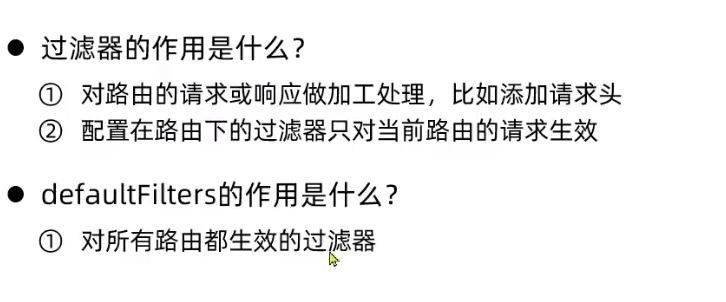 ● 过滤器的作用是什么？
① 对路由的请求或响应做加工处理，比如添加请求头
② 配置在路由下的过滤器只对当前路由的请求生效
● defaultFilters的作用是什么？
① 对所有路由都生效的过滤器